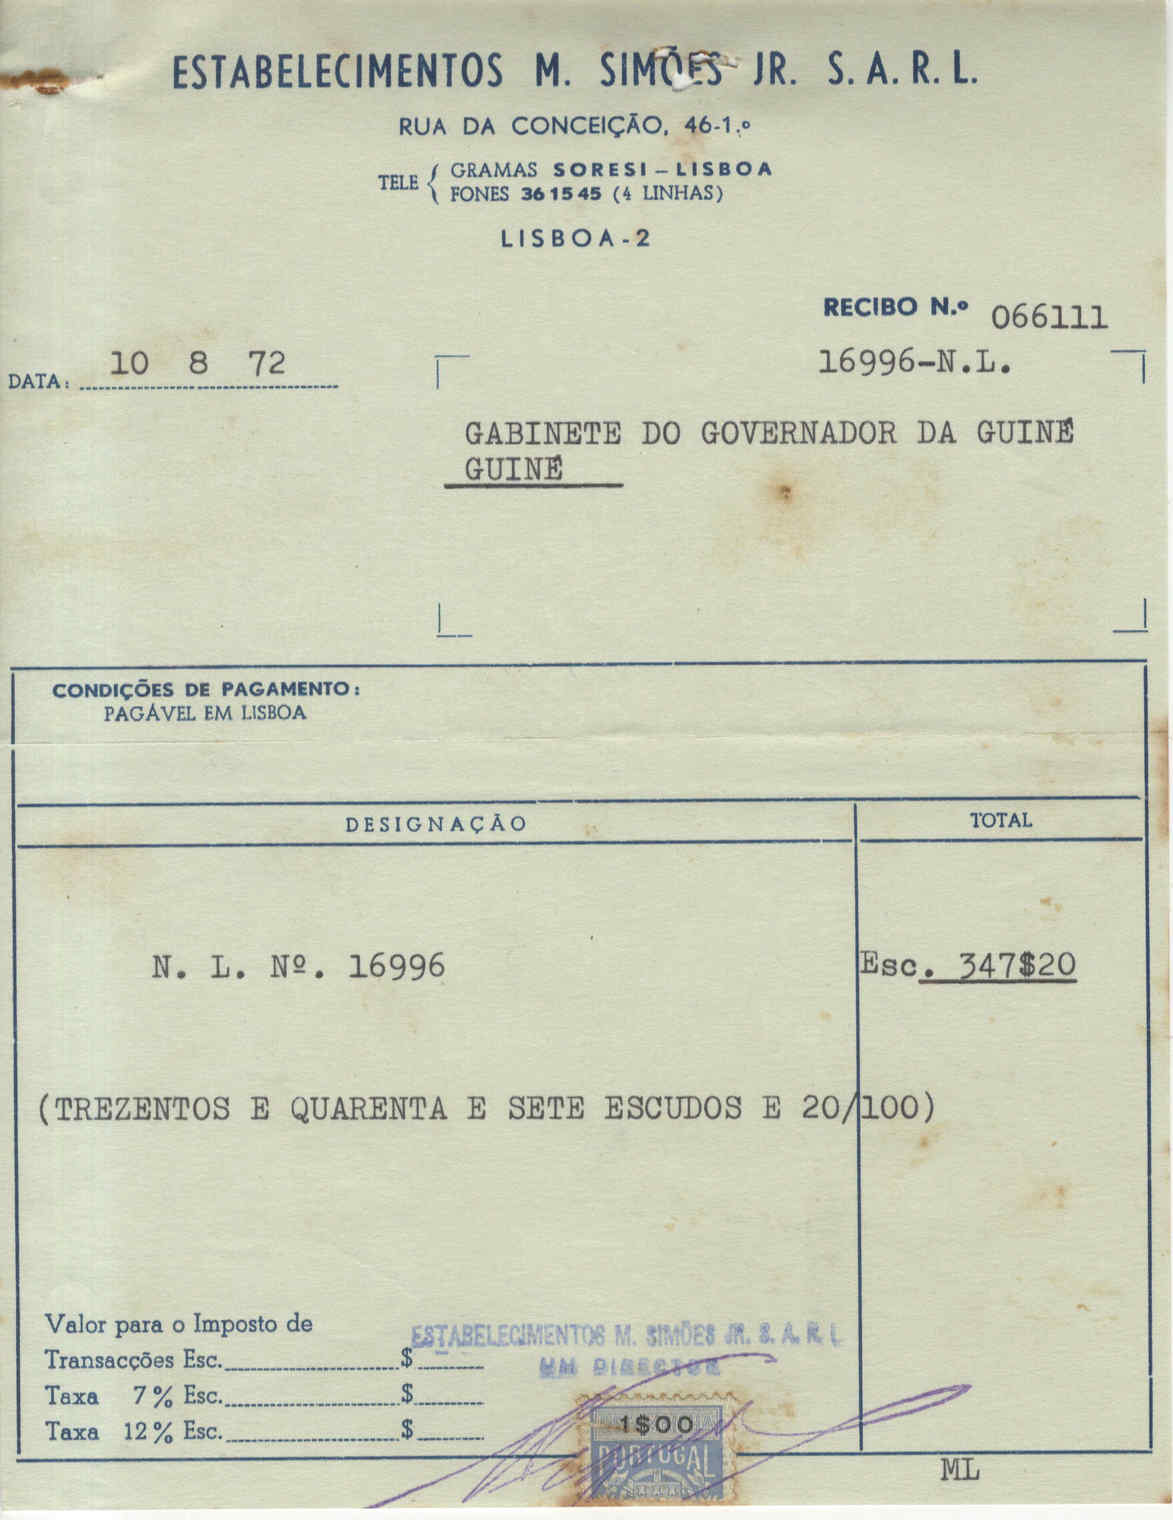 ESTABELECIMENTOS M. SIMÕES JR. S. A. R. L.
RUA DA CONCEIÇÃO, 46-1.º
TELE { GRAMAS SORESI – LISBOA
FONES 36 15 45 (4 LINHAS)
LISBOA - 2
RECIBO N.º 066111
DATA: 10 8 72
16996-N.L.
GABINETE DO GOVERNADOR DA GUINÉ
GUINÉ
CONDIÇÕES DE PAGAMENTO:
PAGÁVEL EM LISBOA
DESIGNAÇÃO TOTAL
N. L. Nº. 16996 Esc. 347$20
(TREZENTOS E QUARENTA E SETE ESCUDOS E 20/100)
Valor para o Imposto de
Transacções Esc. $
Taxa 7 % Esc. $
Taxa 12 % Esc. $
ESTABELECIMENTOS M. SIMÕES JR. S. A. R. L
UM DIRECTOR
1$00
PORTUGAL
ML